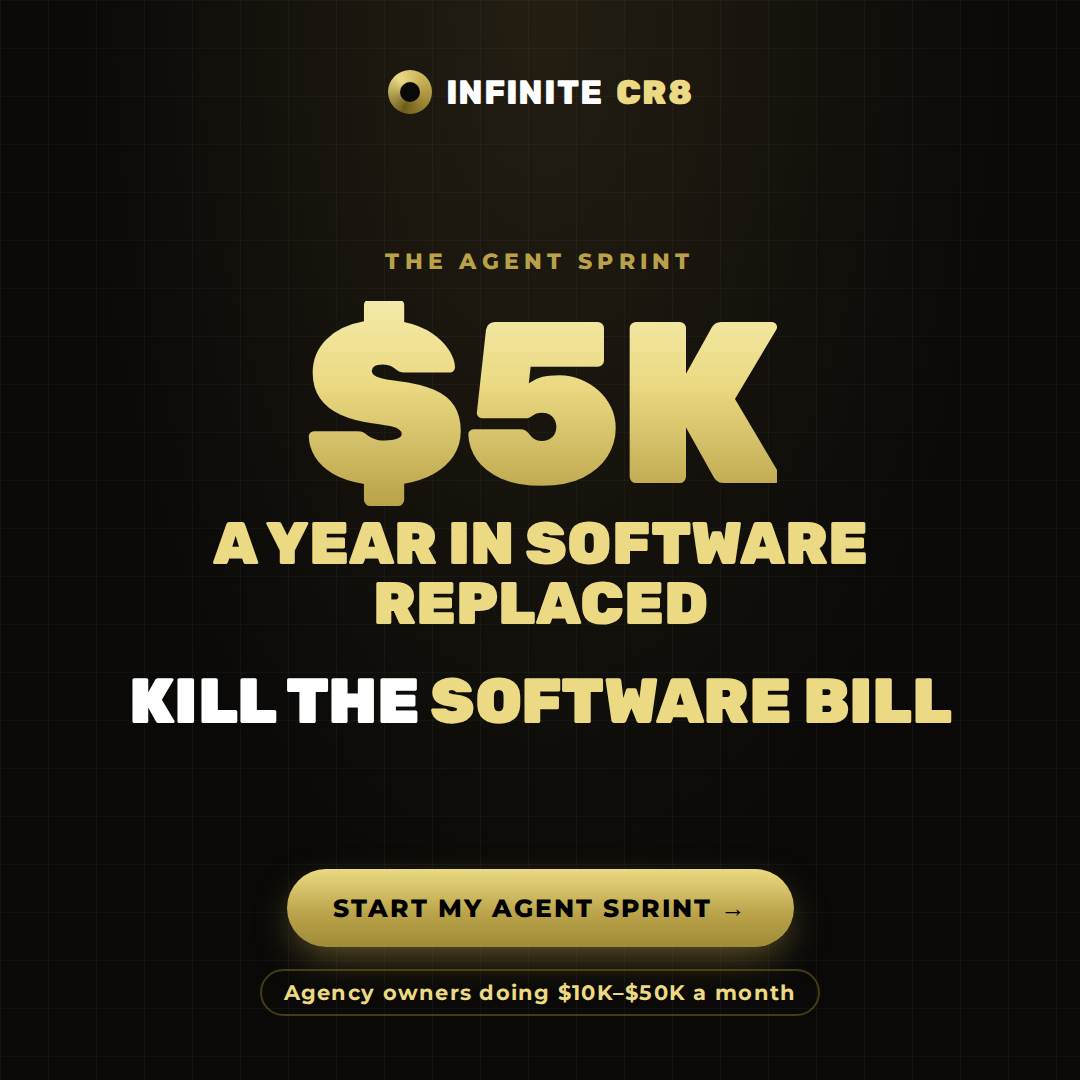 INFINITE CR8
THE AGENT SPRINT
$5K
A YEAR IN SOFTWARE
REPLACED
KILL THE SOFTWARE BILL
START MY AGENT SPRINT →
Agency owners doing $10K–$50K a month